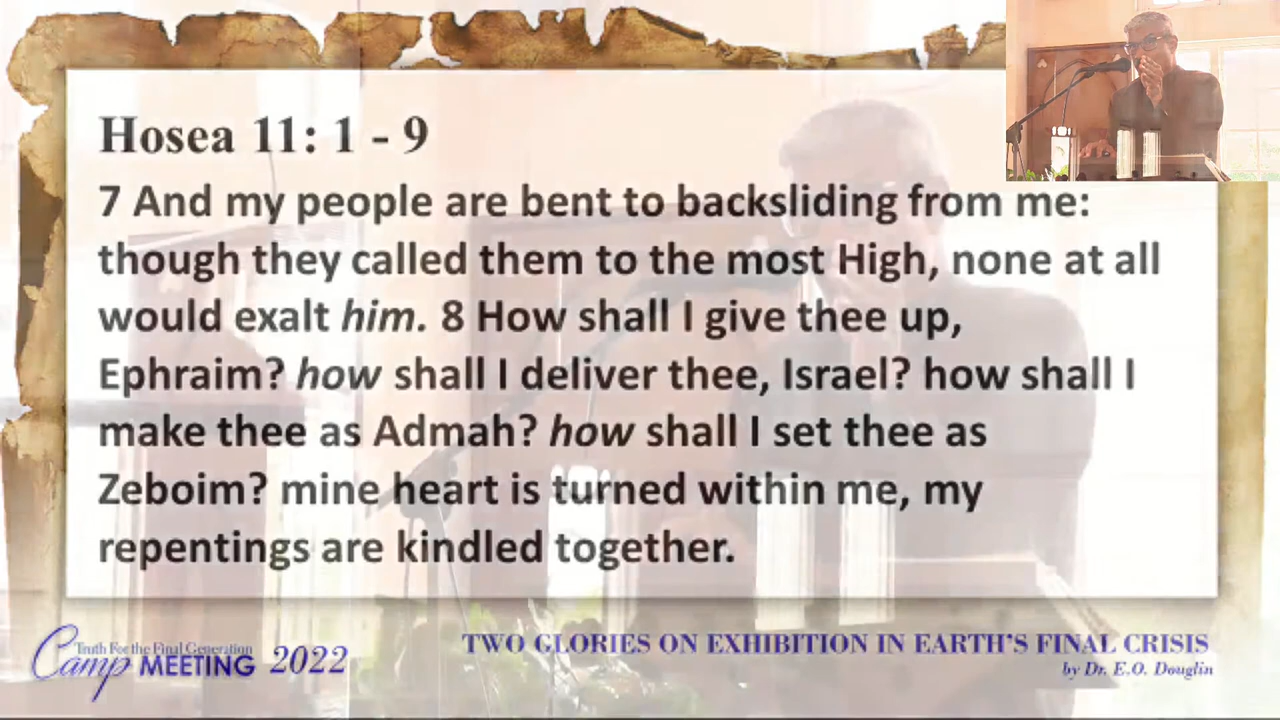 Hosea 11: 1 - 9
7 And my people are bent to backsliding from me:
though they called them to the most High, none at all
would exalt him. 8 How shall I give thee up,
Ephraim? how shall I deliver thee, Israel? how shall I
make thee as Admah? how shall I set thee as
Zeboim? mine heart is turned within me, my
repentings are kindled together.
Truth For the Final Generation
Camp MEETING 2022
TWO GLORIES ON EXHIBITION IN EARTH'S FINAL CRISIS
by Dr. E.O. Douglin